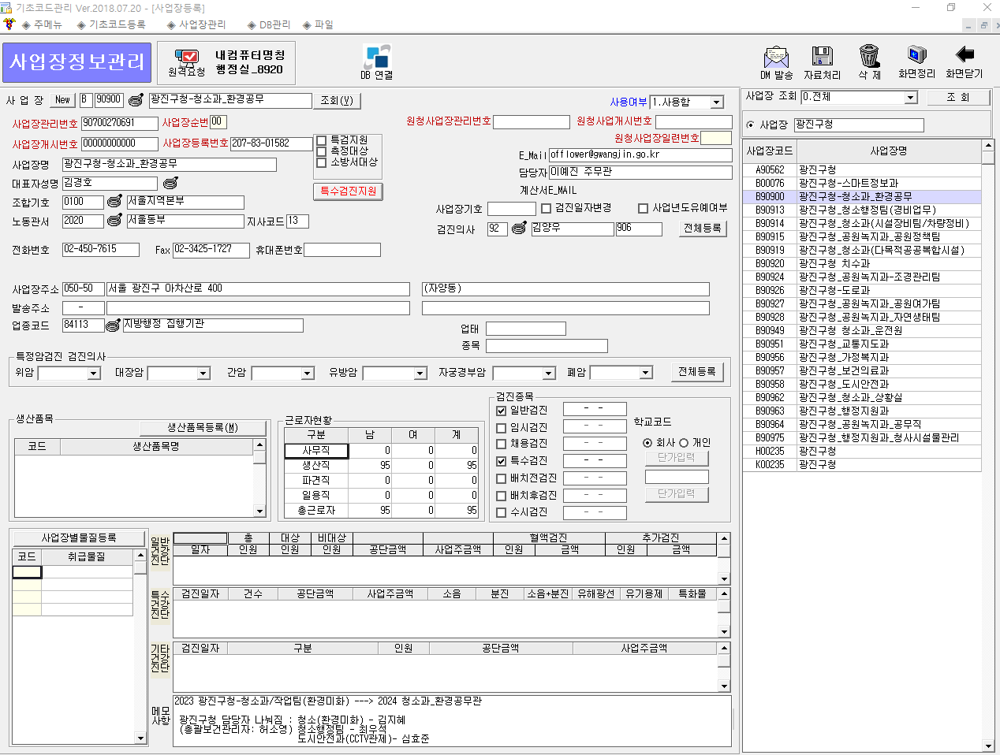 기초코드관리 Ver.2018.07.20 - [사업장등록]
주메뉴 기초코드등록 사업장관리 DB관리 파일
사업장정보관리 원격요청 내컴퓨터명칭 행정실_8920 DB 연결 DM 발송 자료처리 삭 제 화면정리 화면닫기
사 업 장 New B 90900 광진구청-청소과_환경공무 조회(Y) 사용여부 1.사용함
사업장관리번호 90700270691 사업장순번 00 원청사업장관리번호 원청사업장개시번호
사업장개시번호 00000000000 사업장등록번호 207-83-01582 원청사업장일련번호
특검지원
측정대상
소방서대상
특수검진지원
사업장명 광진구청-청소과_환경공무 E_Mail offlower@gwangjin.go.kr
대표자성명 김경호 담당자 이예진 주무관
계산서E_MAIL
조합기호 0100 서울지역본부 사업장기호 검진일자변경 사업년도유예여부
노동관서 2020 서울동부 지사코드 13 검진의사 92 김양우 906 전체등록
전화번호 02-450-7615 Fax 02-3425-1727 휴대폰번호
사업장주소 050-50 서울 광진구 아차산로 400 (자양동)
발송주소 -
업종코드 84113 지방행정 집행기관 업태
종목
특정암검진 검진의사
위암 대장암 간암 유방암 자궁경부암 폐암 전체등록
생산품목
생산품목등록(M)
코드 생산품목명
근로자현황
구분 남 여 계
사무직 0 0 0
생산직 95 0 95
파견직 0 0 0
일용직 0 0 0
총근로자 95 0 95
검진종목
일반검진 - -
임시검진 - -
채용검진 - -
특수검진 - -
배치전검진 - -
배치후검진 - -
수시검진 - -
학교코드
회사 개인
단가입력
단가입력
사업장별물질등록
코드 취급물질
일반건강진단
총 대상 비대상 혈액검진 추가검진
일자 인원 인원 인원 공단금액 사업주금액 인원 금액 인원 금액
특수건강진단
검진일자 건수 공단금액 사업주금액 소음 분진 소음+분진 유해광선 유기용제 특화물
기타건강진단
검진일자 구분 인원 공단금액 사업주금액
메모사항
2023 광진구청-청소과/작업팀(환경미화) ---> 2024 청소과_환경공무관
광진구청 담당자 나눠짐 : 청소(환경미화) - 김지혜
(총괄보건관리자: 허소영) 청소행정팀 - 최우석
도시안전과(CCTV관제)- 심효준
사업장 조회 0.전체 조 회
사업장 광진구청
사업장코드 사업장명
A90562 광진구청
B00076 광진구청-스마트정보과
B90900 광진구청-청소과_환경공무
B90913 광진구청_청소행정팀(경비업무)
B90914 광진구청_청소과(시설장비팀/차량정비)
B90915 광진구청_공원녹지과_공원정책팀
B90919 광진구청_청소과(다목적공공복합시설)
B90920 광진구청 치수과
B90924 광진구청_공원녹지과-조경관리팀
B90926 광진구청-도로과
B90927 광진구청_공원녹지과_공원여가팀
B90928 광진구청_공원녹지과_자연생태팀
B90949 광진구청 청소과_운전원
B90951 광진구청_교통지도과
B90956 광진구청_가정복지과
B90957 광진구청_보건의료과
B90958 광진구청_도시안전과
B90962 광진구청_청소과_상황실
B90963 광진구청_행정지원과
B90964 광진구청_공원녹지과_공무직
B90975 광진구청_행정지원과_청사시설물관리
H00235 광진구청
K00235 광진구청